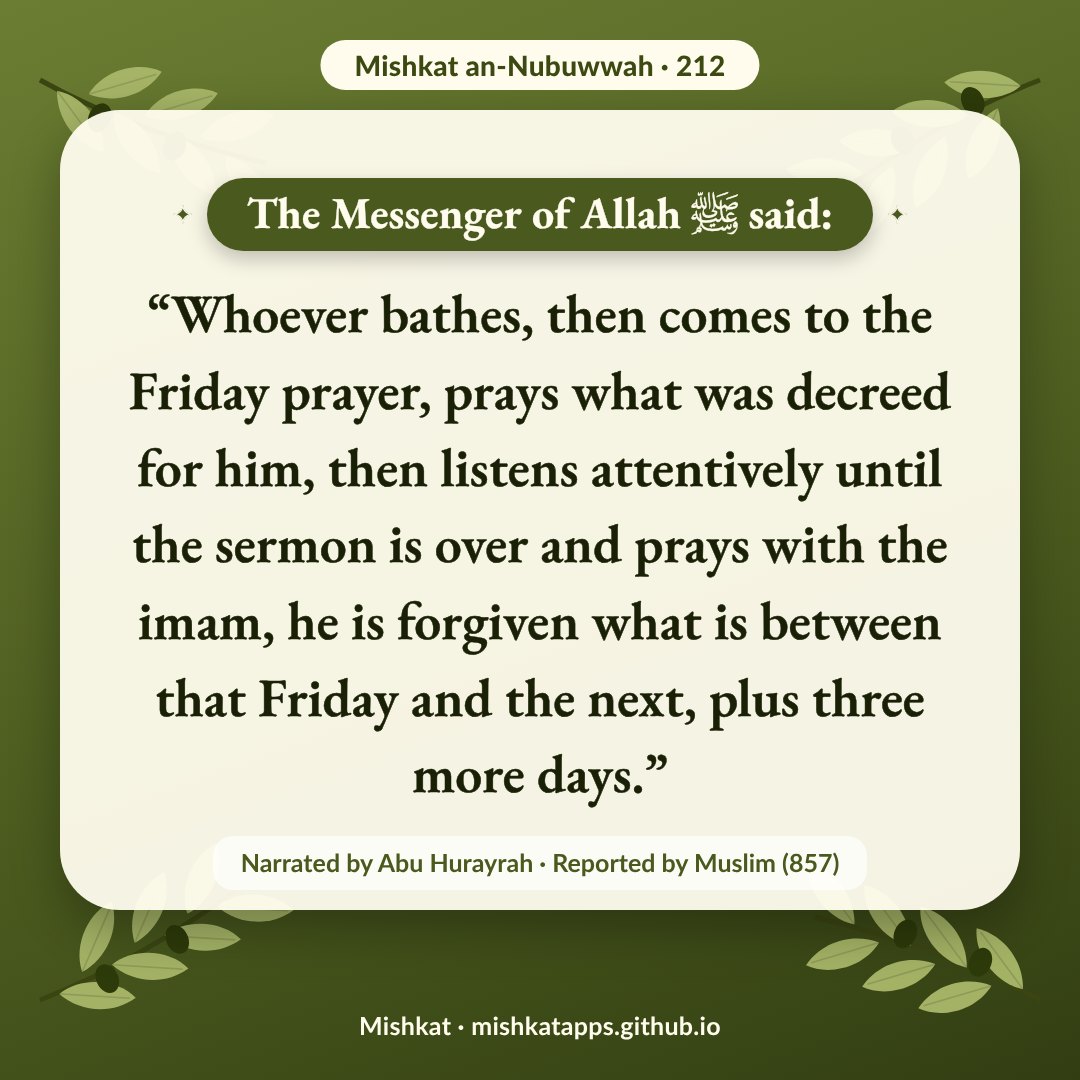 Mishkat an-Nubuwwah · 212
The Messenger of Allah ﷺ said:
“Whoever bathes, then comes to the
Friday prayer, prays what was decreed
for him, then listens attentively until
the sermon is over and prays with the
imam, he is forgiven what is between
that Friday and the next, plus three
more days.”
Narrated by Abu Hurayrah · Reported by Muslim (857)
Mishkat · mishkatapps.github.io